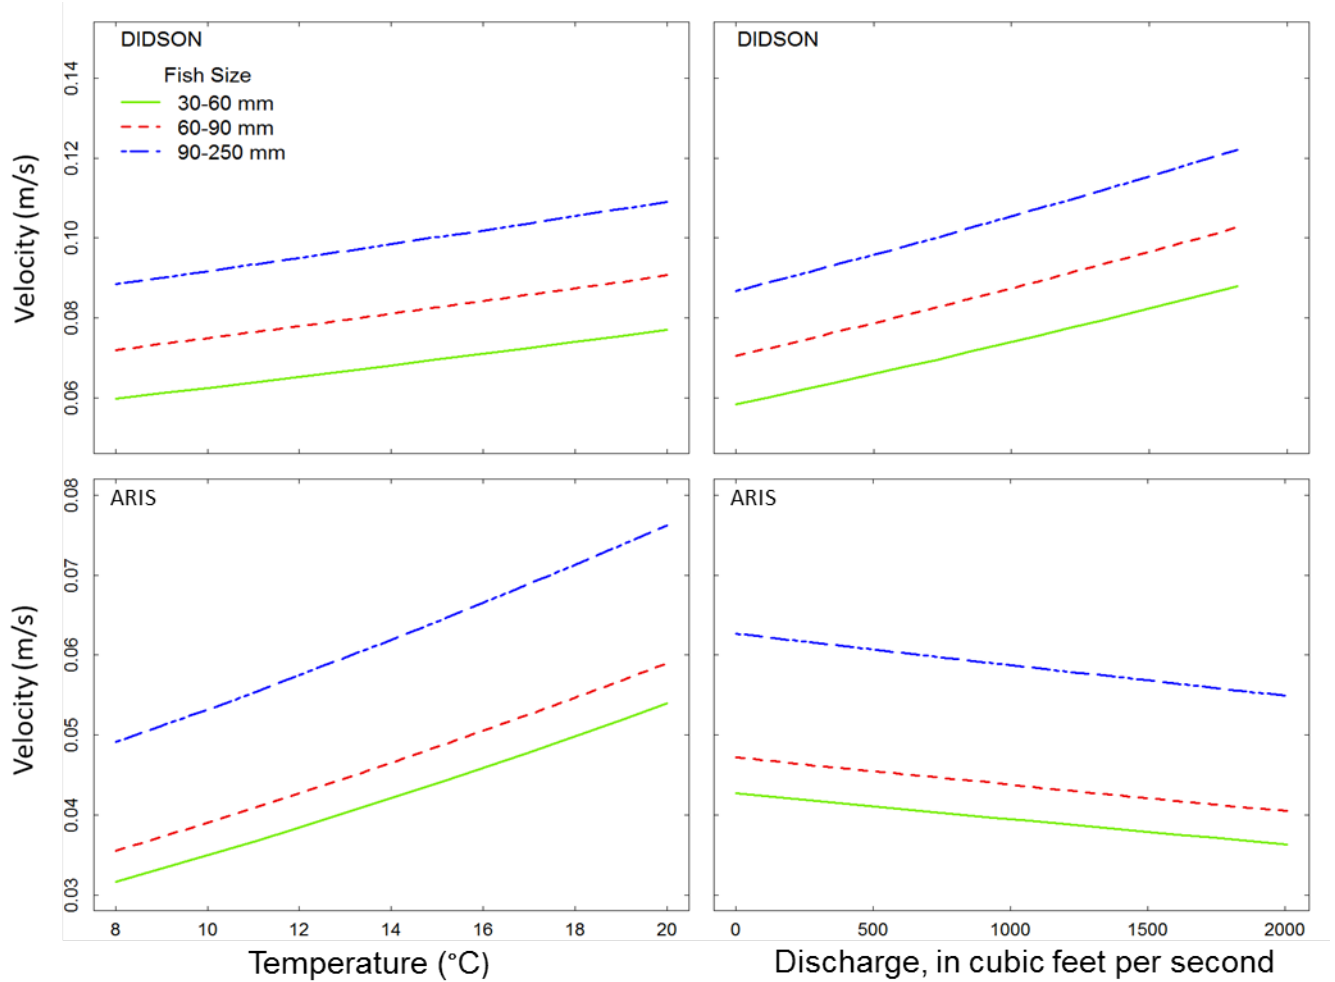 DIDSON
Fish Size
30-60 mm
60-90 mm
90-250 mm
DIDSON
Velocity (m/s)
0.14
0.12
0.10
0.08
0.06
ARIS
ARIS
Velocity (m/s)
0.08
0.07
0.06
0.05
0.04
0.03
8 10 12 14 16 18 20
0 500 1000 1500 2000
Temperature (°C)
Discharge, in cubic feet per second